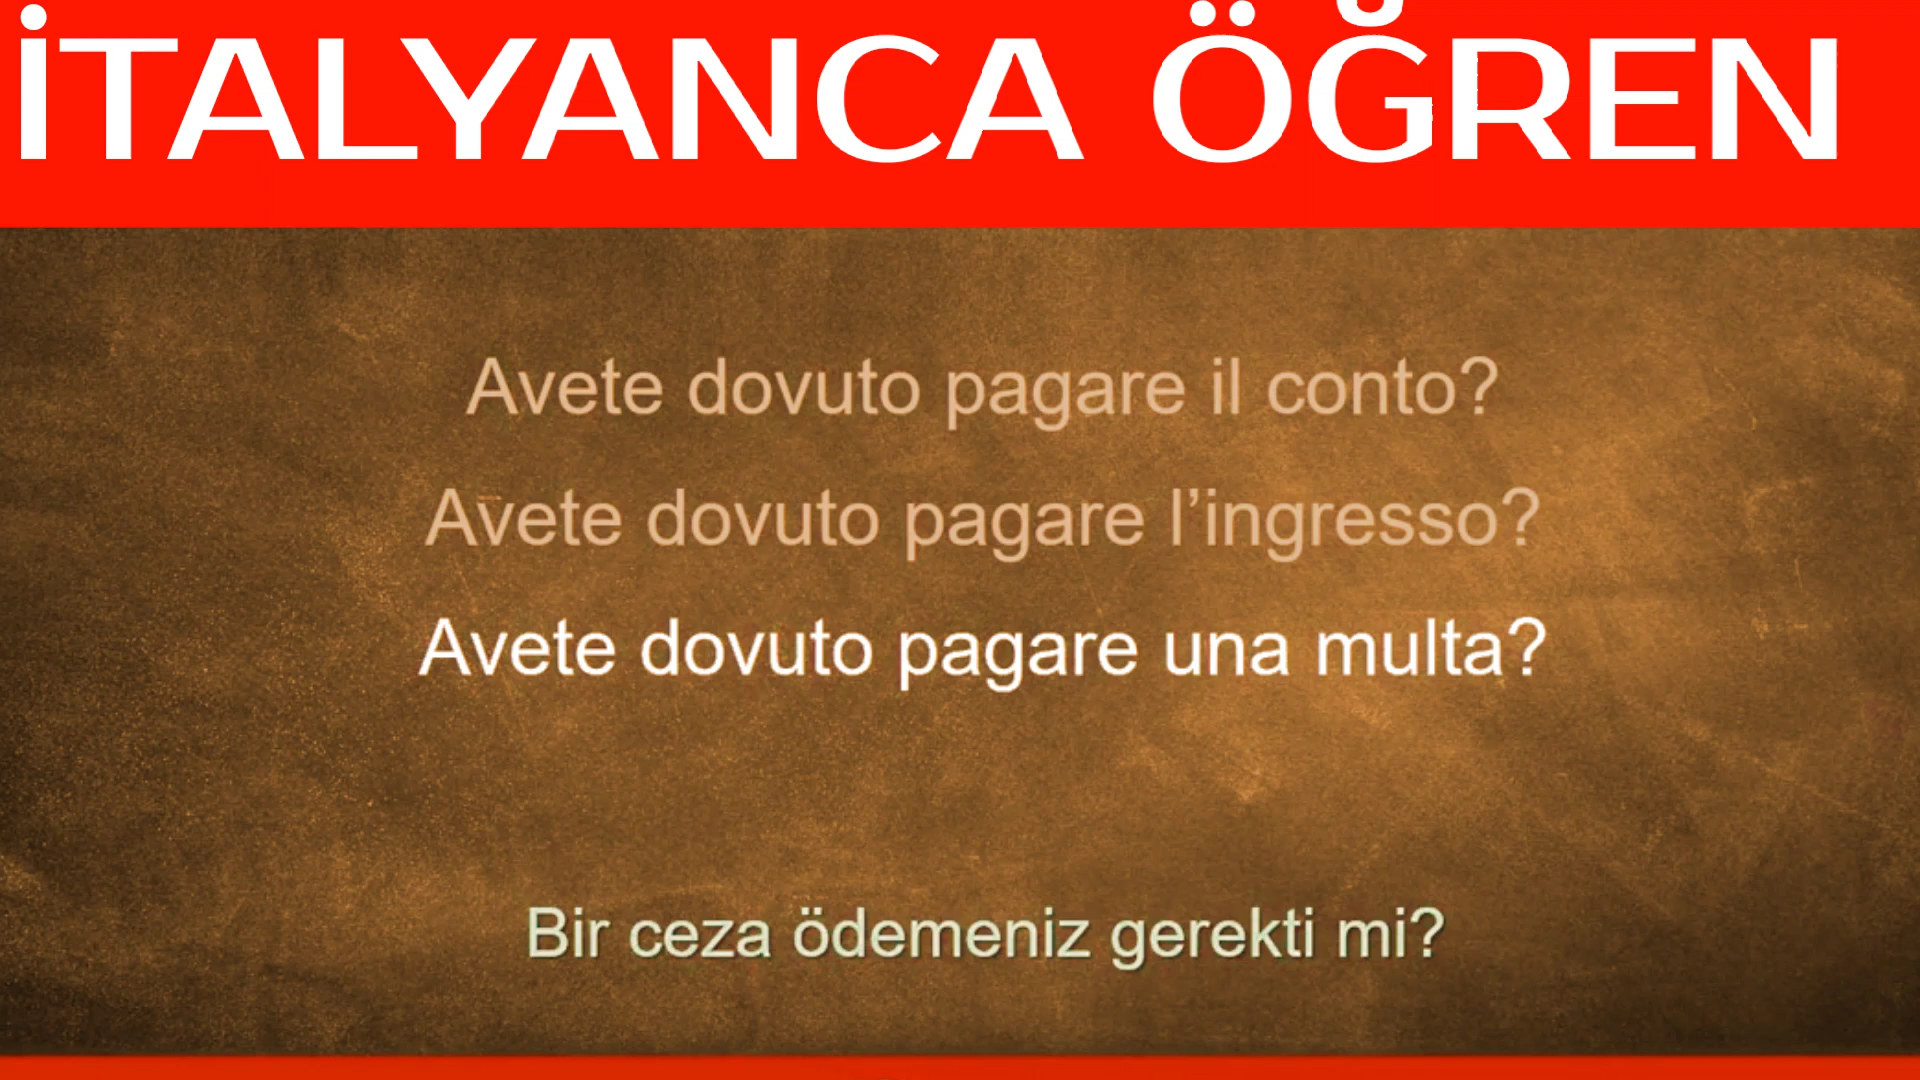 İTALYANCA ÖĞREN
Avete dovuto pagare il conto?
Avete dovuto pagare l’ingresso?
Avete dovuto pagare una multa?
Bir ceza ödemeniz gerekti mi?